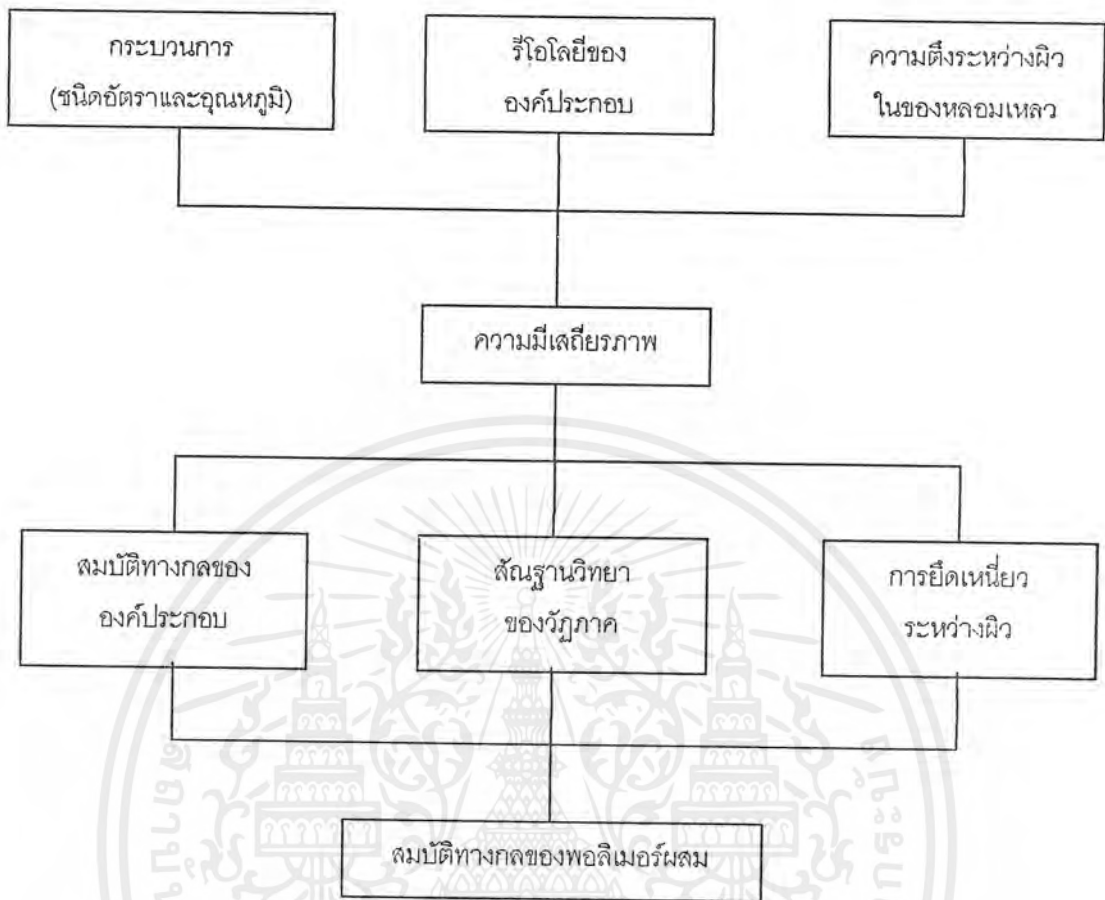 กระบวนการ
(ชนิดอัตราและอุณหภูมิ)
รีโอโลยีของ
องค์ประกอบ
ความตึงระหว่างผิว
ในของหลอมเหลว
ความมีเสถียรภาพ
สมบัติทางกลของ
องค์ประกอบ
สัณฐานวิทยา
ของวัฏภาค
การยึดเหนี่ยว
ระหว่างผิว
สมบัติทางกลของพอลิเมอร์ผสม